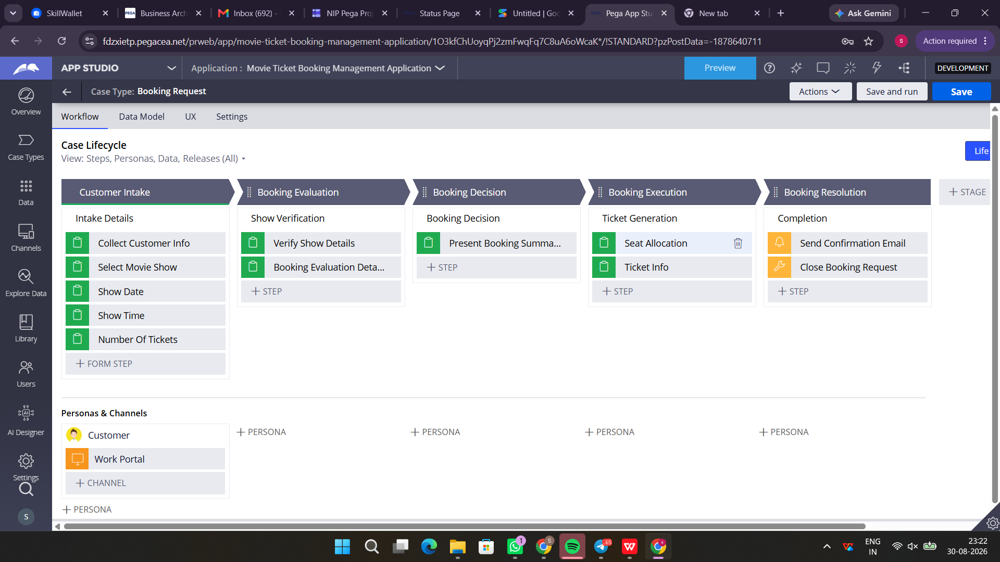 SkillWallet
PEGA Business Arch
Inbox (692) -
NIP Pega Proj
Status Page
Untitled | Goo
Pega App Stu
New tab
Ask Gemini
fdzxietp.pegacea.net/prweb/app/movie-ticket-booking-management-application/1O3kfChUoyqPj2zmFwqFq7C8uA6oWcaK*/!STANDARD?pzPostData=-1878640711
s
Action required
APP STUDIO
Application : Movie Ticket Booking Management Application
Preview
DEVELOPMENT
Case Type: Booking Request
Actions
Save and run
Save
Overview
Case Types
Data
Channels
Explore Data
Library
Users
AI
AI Designer
Settings
S
Workflow
Data Model
UX
Settings
Case Lifecycle
View: Steps, Personas, Data, Releases (All)
Life
Customer Intake
Booking Evaluation
Booking Decision
Booking Execution
Booking Resolution
+ STAGE
Intake Details
Collect Customer Info
Select Movie Show
Show Date
Show Time
Number Of Tickets
+ FORM STEP
Show Verification
Verify Show Details
Booking Evaluation Deta...
+ STEP
Booking Decision
Present Booking Summa...
+ STEP
Ticket Generation
Seat Allocation
Ticket Info
+ STEP
Completion
Send Confirmation Email
Close Booking Request
+ STEP
Personas & Channels
Customer
Work Portal
+ CHANNEL
+ PERSONA
+ PERSONA
+ PERSONA
+ PERSONA
+ PERSONA
1
S
65
W
s
ENG
IN
23:22
30-08-2026